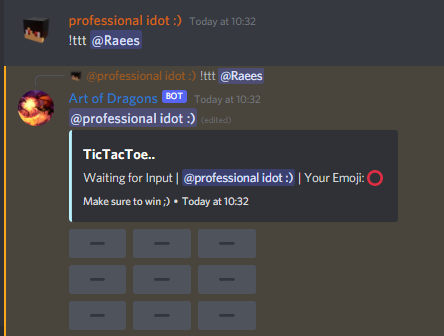 professional idot :) Today at 10:32
!ttt @Raees
@professional idot :) !ttt @Raees
Art of Dragons BOT Today at 10:32
@professional idot :) (edited)
TicTacToe..
Waiting for Input | @professional idot :) | Your Emoji: ⭕
Make sure to win ;) • Today at 10:32